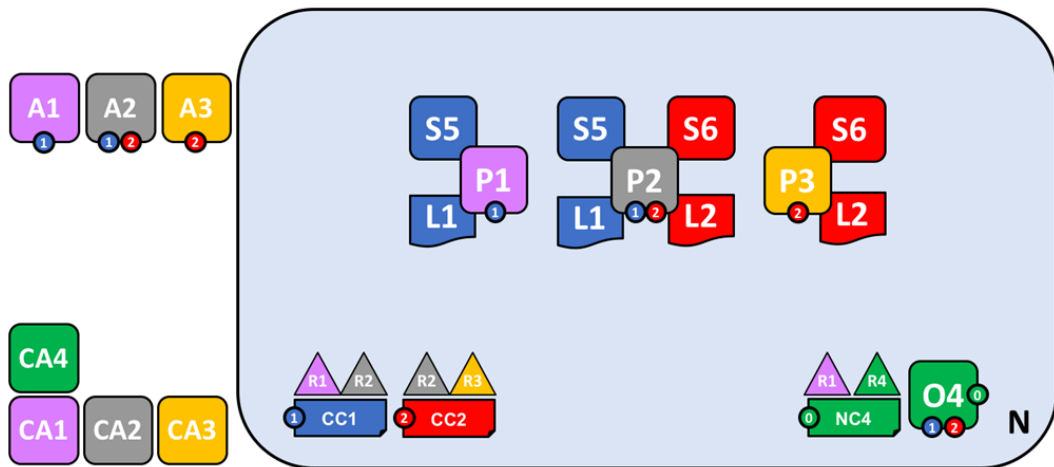 A1 A2 A3
1 1 2 2
S5 S5 S6 S6
P1 P2 P3
1 1 2 2
L1 L1 L2 L2
CA4
CA1 CA2 CA3
R1 R2 R2 R3
1 CC1 2 CC2
R1 R4
0 NC4
O4 0
1 2
N